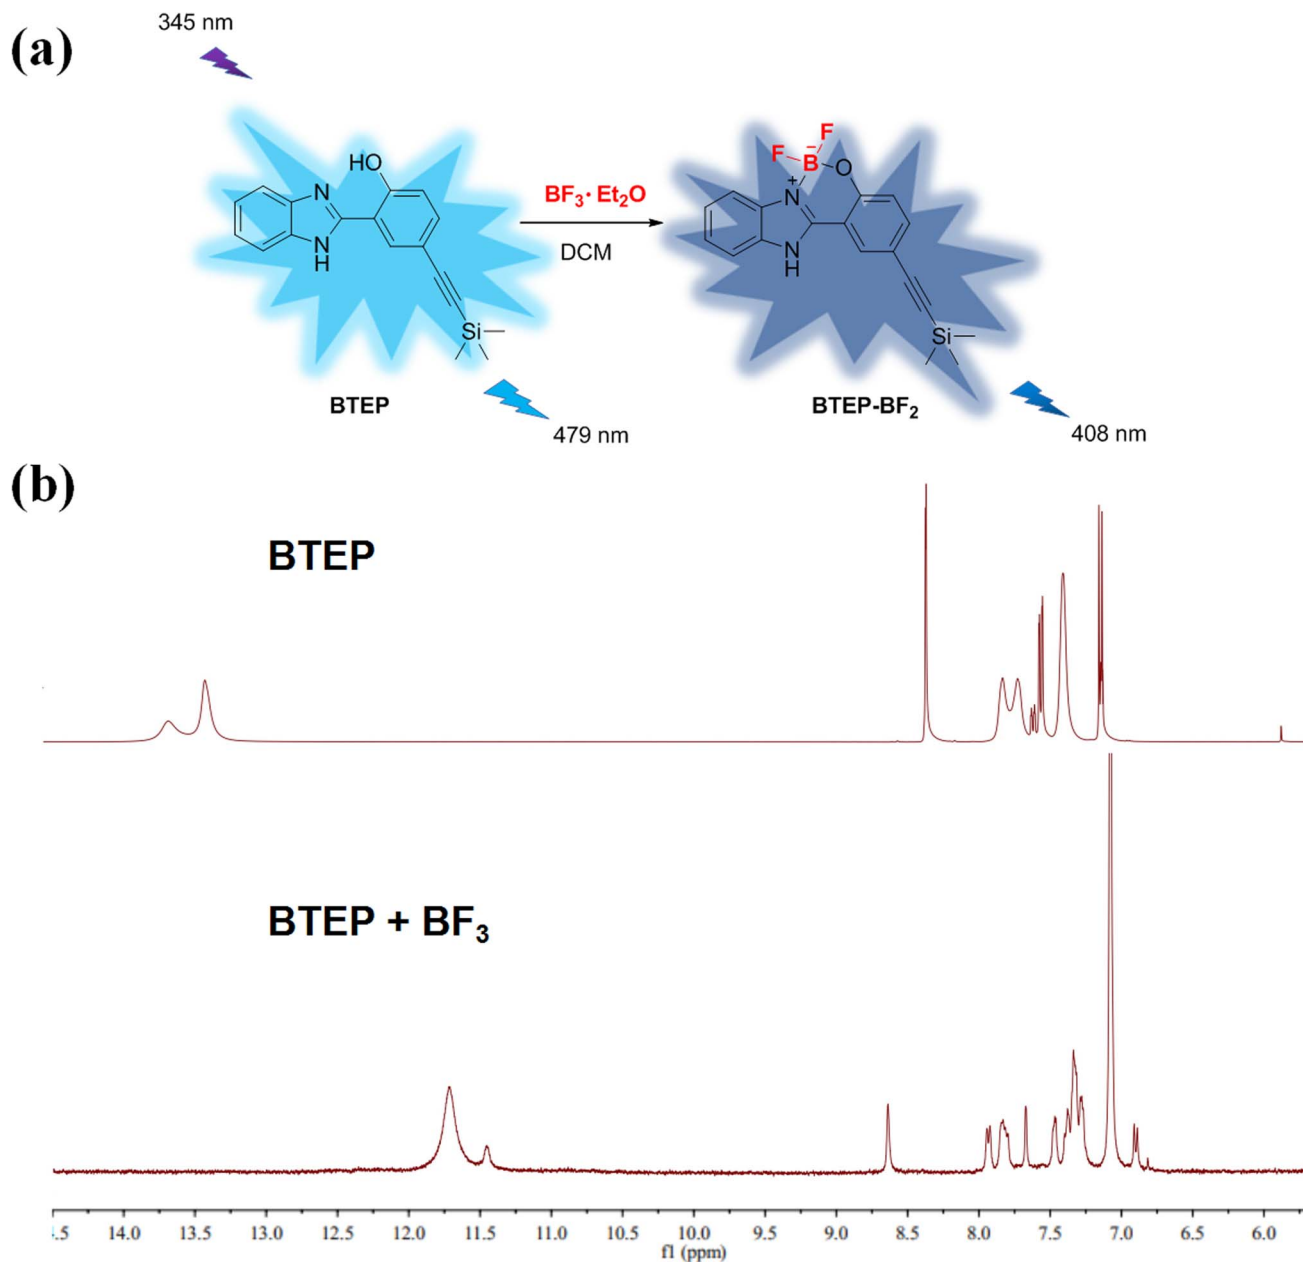 (a)
345 nm
HO
N
N
H
Si
BTEP
479 nm
BF₃· Et₂O
DCM
F
F
B
−
O
+
N
N
H
Si
BTEP-BF₂
408 nm
(b)
BTEP
BTEP + BF₃
.5 14.0 13.5 13.0 12.5 12.0 11.5 11.0 10.5 10.0 9.5 9.0 8.5 8.0 7.5 7.0 6.5 6.0
f1 (ppm)